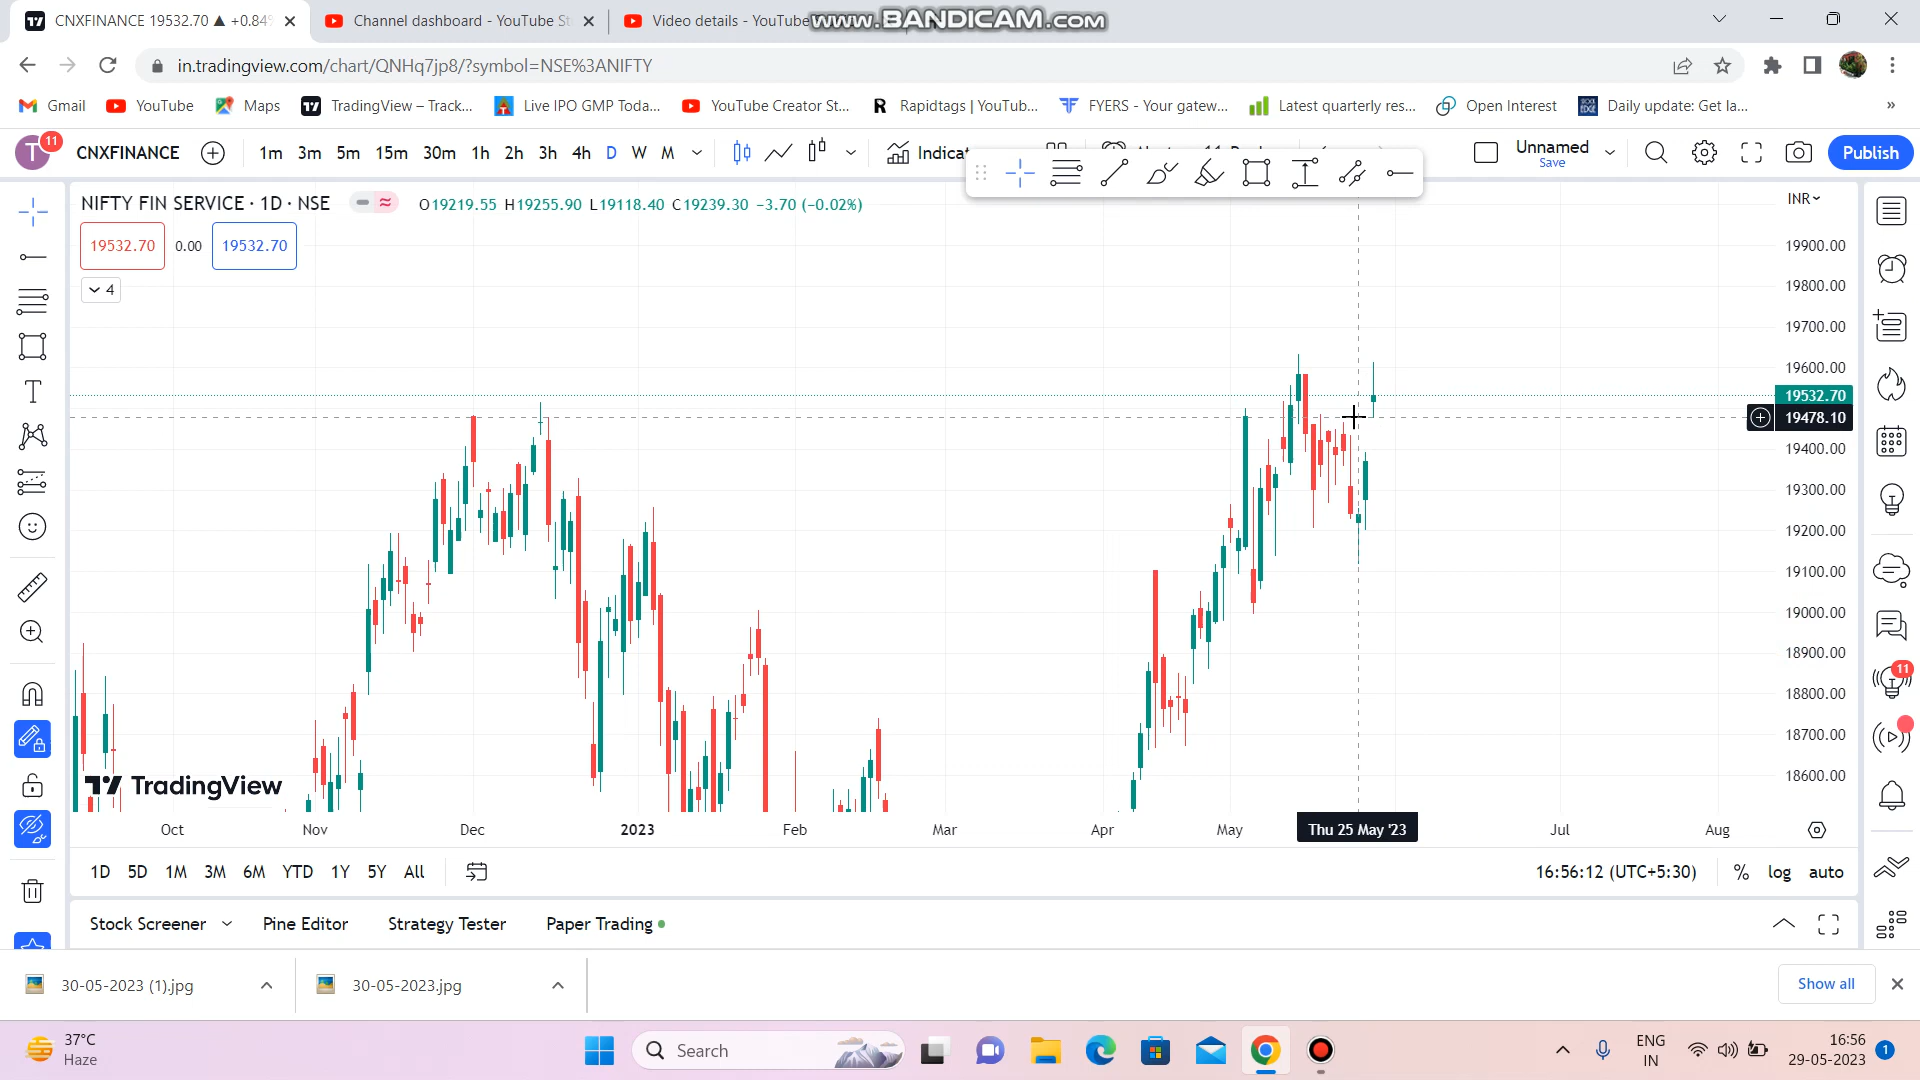 CNXFINANCE 19532.70 ▲ +0.84%
Channel dashboard - YouTube St
Video details - YouTube
www.BANDICAM.com
in.tradingview.com/chart/QNHq7jp8/?symbol=NSE%3ANIFTY
Gmail
YouTube
Maps
TradingView – Track...
Live IPO GMP Toda...
YouTube Creator St...
Rapidtags | YouTub...
FYERS - Your gatew...
Latest quarterly res...
Open Interest
Daily update: Get la...
»
T
11
CNXFINANCE
1m 3m 5m 15m 30m 1h 2h 3h 4h D W M
Indicat
Unnamed
Save
Publish
NIFTY FIN SERVICE · 1D · NSE
O19219.55 H19255.90 L19118.40 C19239.30 −3.70 (−0.02%)
INR
19532.70 0.00 19532.70
4
19900.00
19800.00
19700.00
19600.00
19532.70
19478.10
19400.00
19300.00
19200.00
19100.00
19000.00
18900.00
18800.00
18700.00
18600.00
11
TradingView
Oct Nov Dec 2023 Feb Mar Apr May Thu 25 May '23 Jul Aug
1D 5D 1M 3M 6M YTD 1Y 5Y All
16:56:12 (UTC+5:30) % log auto
Stock Screener Pine Editor Strategy Tester Paper Trading
30-05-2023 (1).jpg
30-05-2023.jpg
Show all
37°C
Haze
Search
ENG
IN
16:56
29-05-2023
1